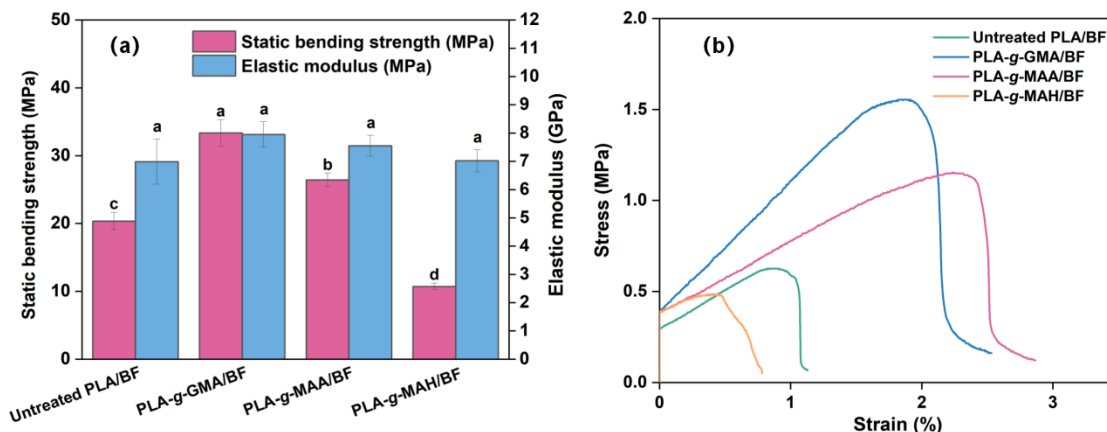 (a)
Static bending strength (MPa)
Elastic modulus (MPa)
Static bending strength (MPa)
50
40
30
20
10
0
c
a
a
a
b
a
d
a
12
11
10
9
8
7
6
5
4
3
2
1
0
Elastic modulus (GPa)
Untreated PLA/BF
PLA-g-GMA/BF
PLA-g-MAA/BF
PLA-g-MAH/BF
(b)
Untreated PLA/BF
PLA-g-GMA/BF
PLA-g-MAA/BF
PLA-g-MAH/BF
Stress (MPa)
2.0
1.5
1.0
0.5
0.0
0
1
2
3
Strain (%)